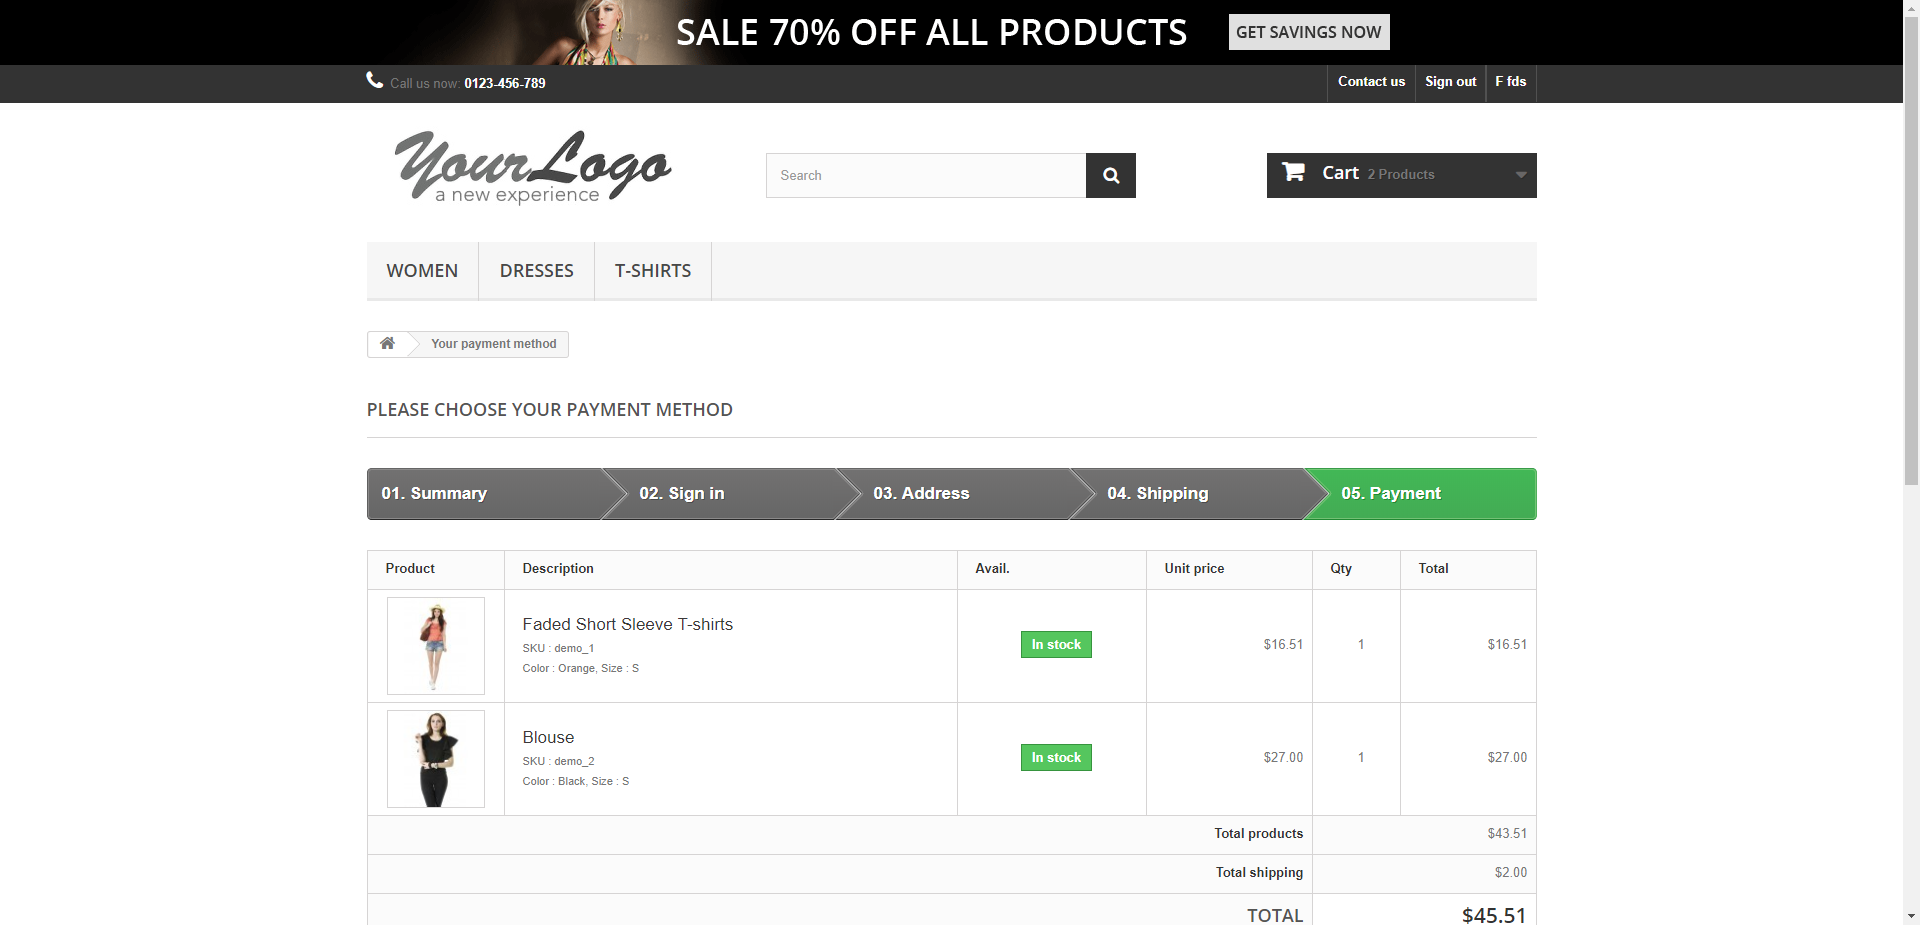 SALE 70% OFF ALL PRODUCTS
GET SAVINGS NOW
Call us now: 0123-456-789
Contact us
Sign out
F fds
YourLogo
a new experience
Search
Cart 2 Products
WOMEN
DRESSES
T-SHIRTS
Your payment method
PLEASE CHOOSE YOUR PAYMENT METHOD
01. Summary
02. Sign in
03. Address
04. Shipping
05. Payment
Product Description Avail. Unit price Qty Total
Faded Short Sleeve T-shirts
SKU : demo_1
Color : Orange, Size : S
In stock
$16.51
1
$16.51
Blouse
SKU : demo_2
Color : Black, Size : S
In stock
$27.00
1
$27.00
Total products $43.51
Total shipping $2.00
TOTAL $45.51